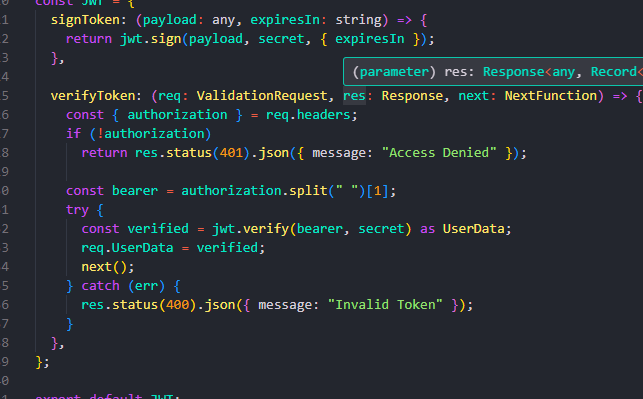 0 const JWT = {
1 signToken: (payload: any, expiresIn: string) => {
2 return jwt.sign(payload, secret, { expiresIn });
3 },
4 (parameter) res: Response<any, Record<
5 verifyToken: (req: ValidationRequest, res: Response, next: NextFunction) => {
6 const { authorization } = req.headers;
7 if (!authorization)
8 return res.status(401).json({ message: "Access Denied" });
9
0 const bearer = authorization.split(" ")[1];
1 try {
2 const verified = jwt.verify(bearer, secret) as UserData;
3 req.UserData = verified;
4 next();
5 } catch (err) {
6 res.status(400).json({ message: "Invalid Token" });
7 }
8 },
9 };
0
1 export default JWT;